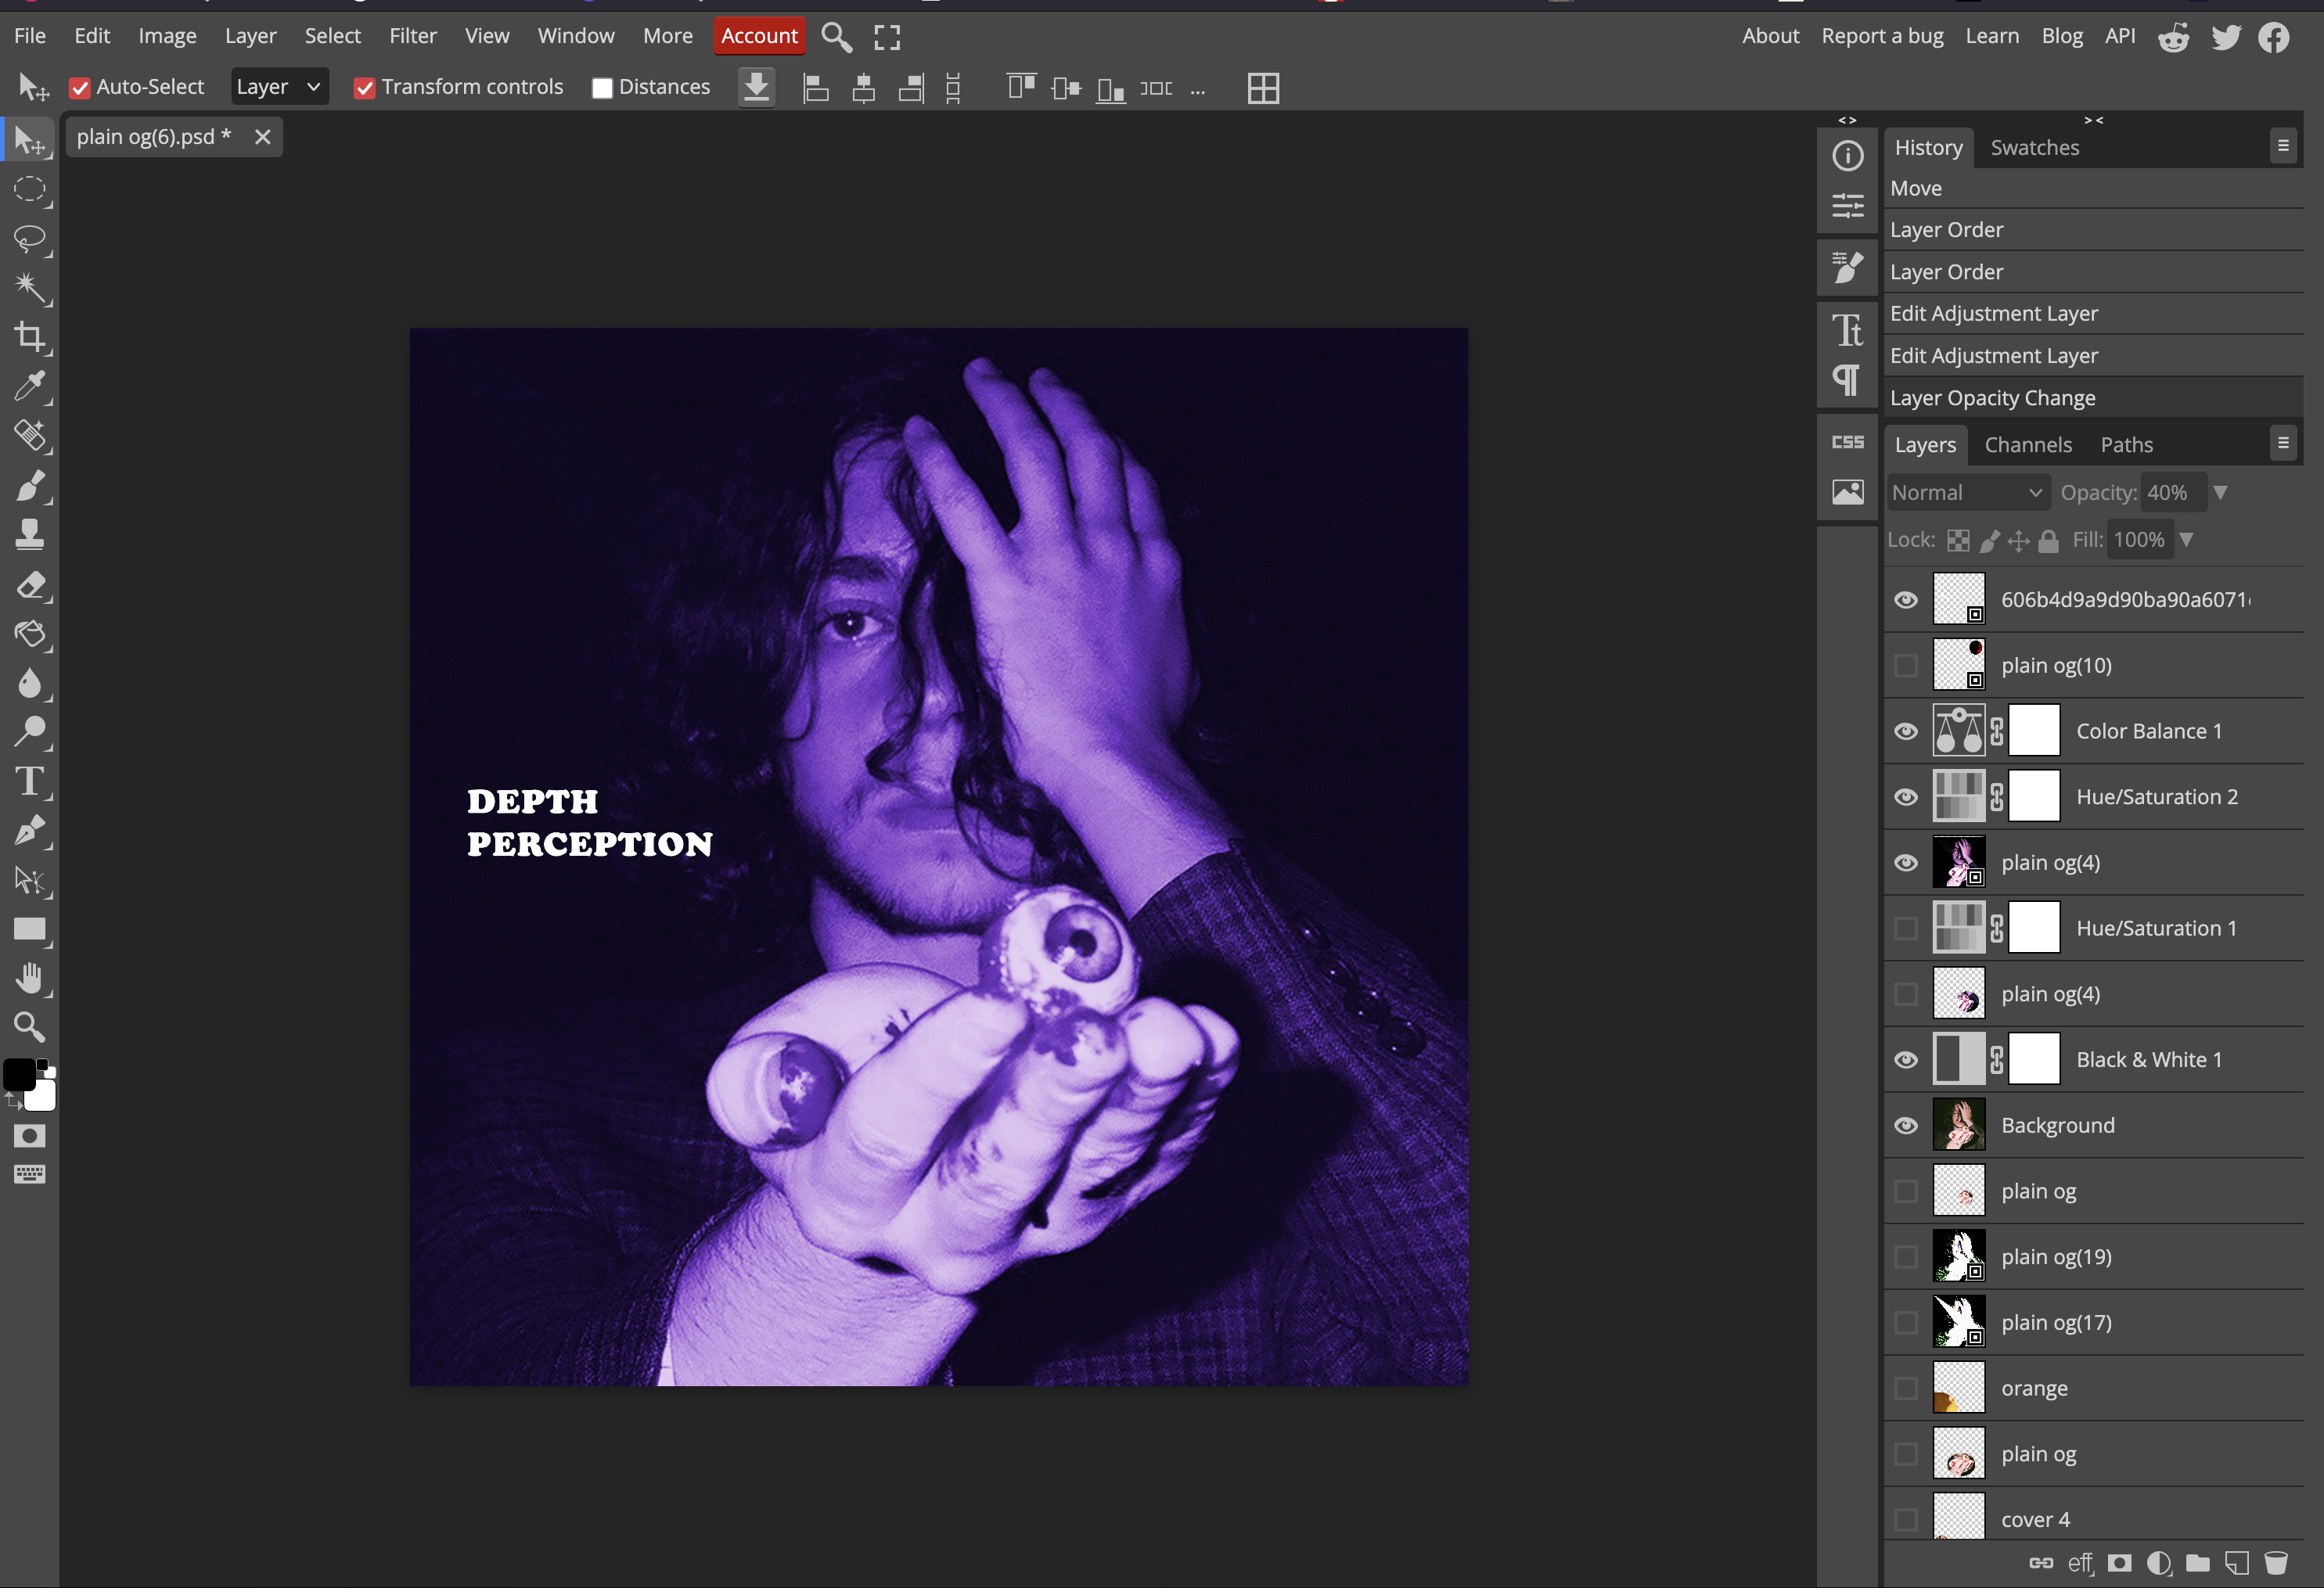 File Edit Image Layer Select Filter View Window More Account About Report a bug Learn Blog API
Auto-Select Layer Transform controls Distances ...
plain og(6).psd *
History Swatches
Move
Layer Order
Layer Order
Edit Adjustment Layer
Edit Adjustment Layer
Layer Opacity Change
CSS
Layers Channels Paths
Normal Opacity: 40%
Lock: Fill: 100%
606b4d9a9d90ba90a6071
plain og(10)
Color Balance 1
Hue/Saturation 2
plain og(4)
Hue/Saturation 1
plain og(4)
Black & White 1
Background
plain og
plain og(19)
plain og(17)
orange
plain og
cover 4
eff
DEPTH
PERCEPTION